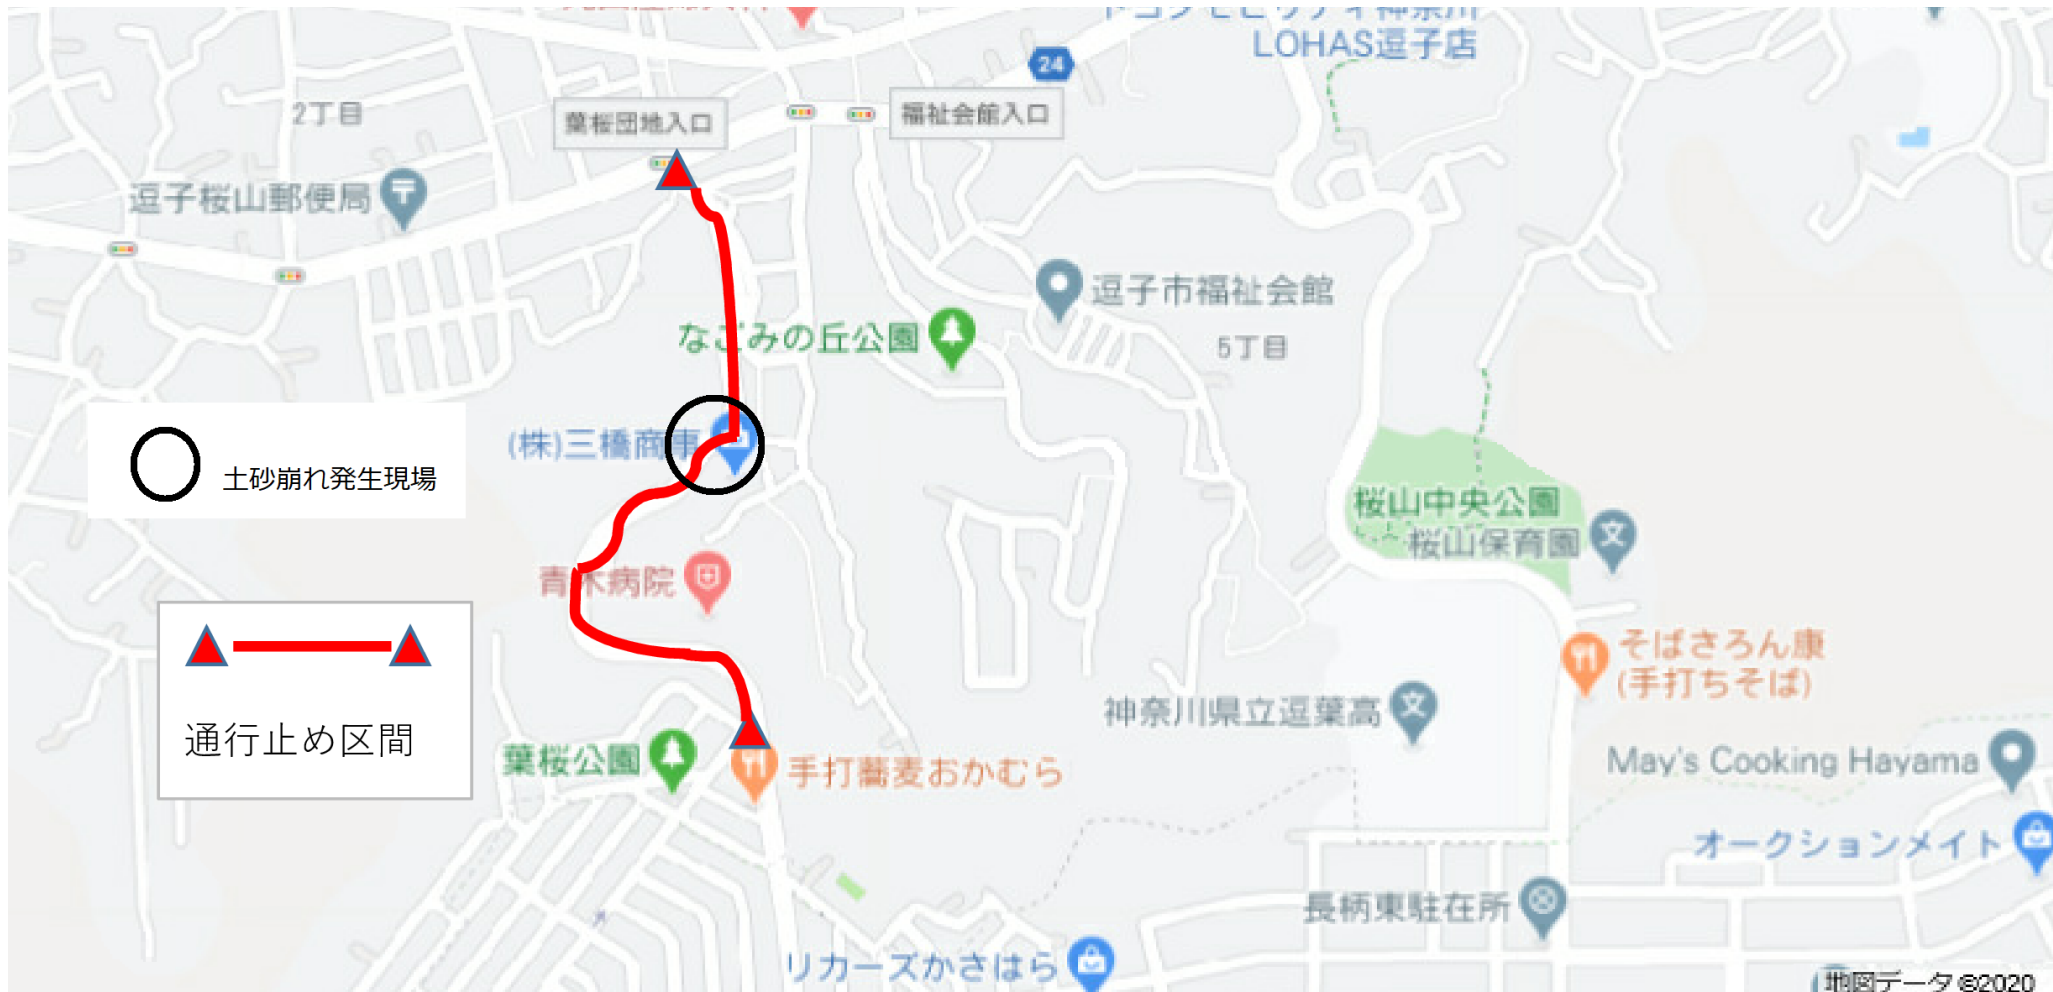 LOHAS逗子店
24
2丁目
葉桜団地入口
福祉会館入口
逗子桜山郵便局
逗子市福祉会館
なごみの丘公園
5丁目
(株)三橋商事
土砂崩れ発生現場
桜山中央公園
桜山保育園
青木病院
そばさろん康
(手打ちそば)
通行止め区間
神奈川県立逗葉高
葉桜公園
手打蕎麦おかむら
May's Cooking Hayama
オークションメイト
長柄東駐在所
リカーズかさはら
地図データ ©2020